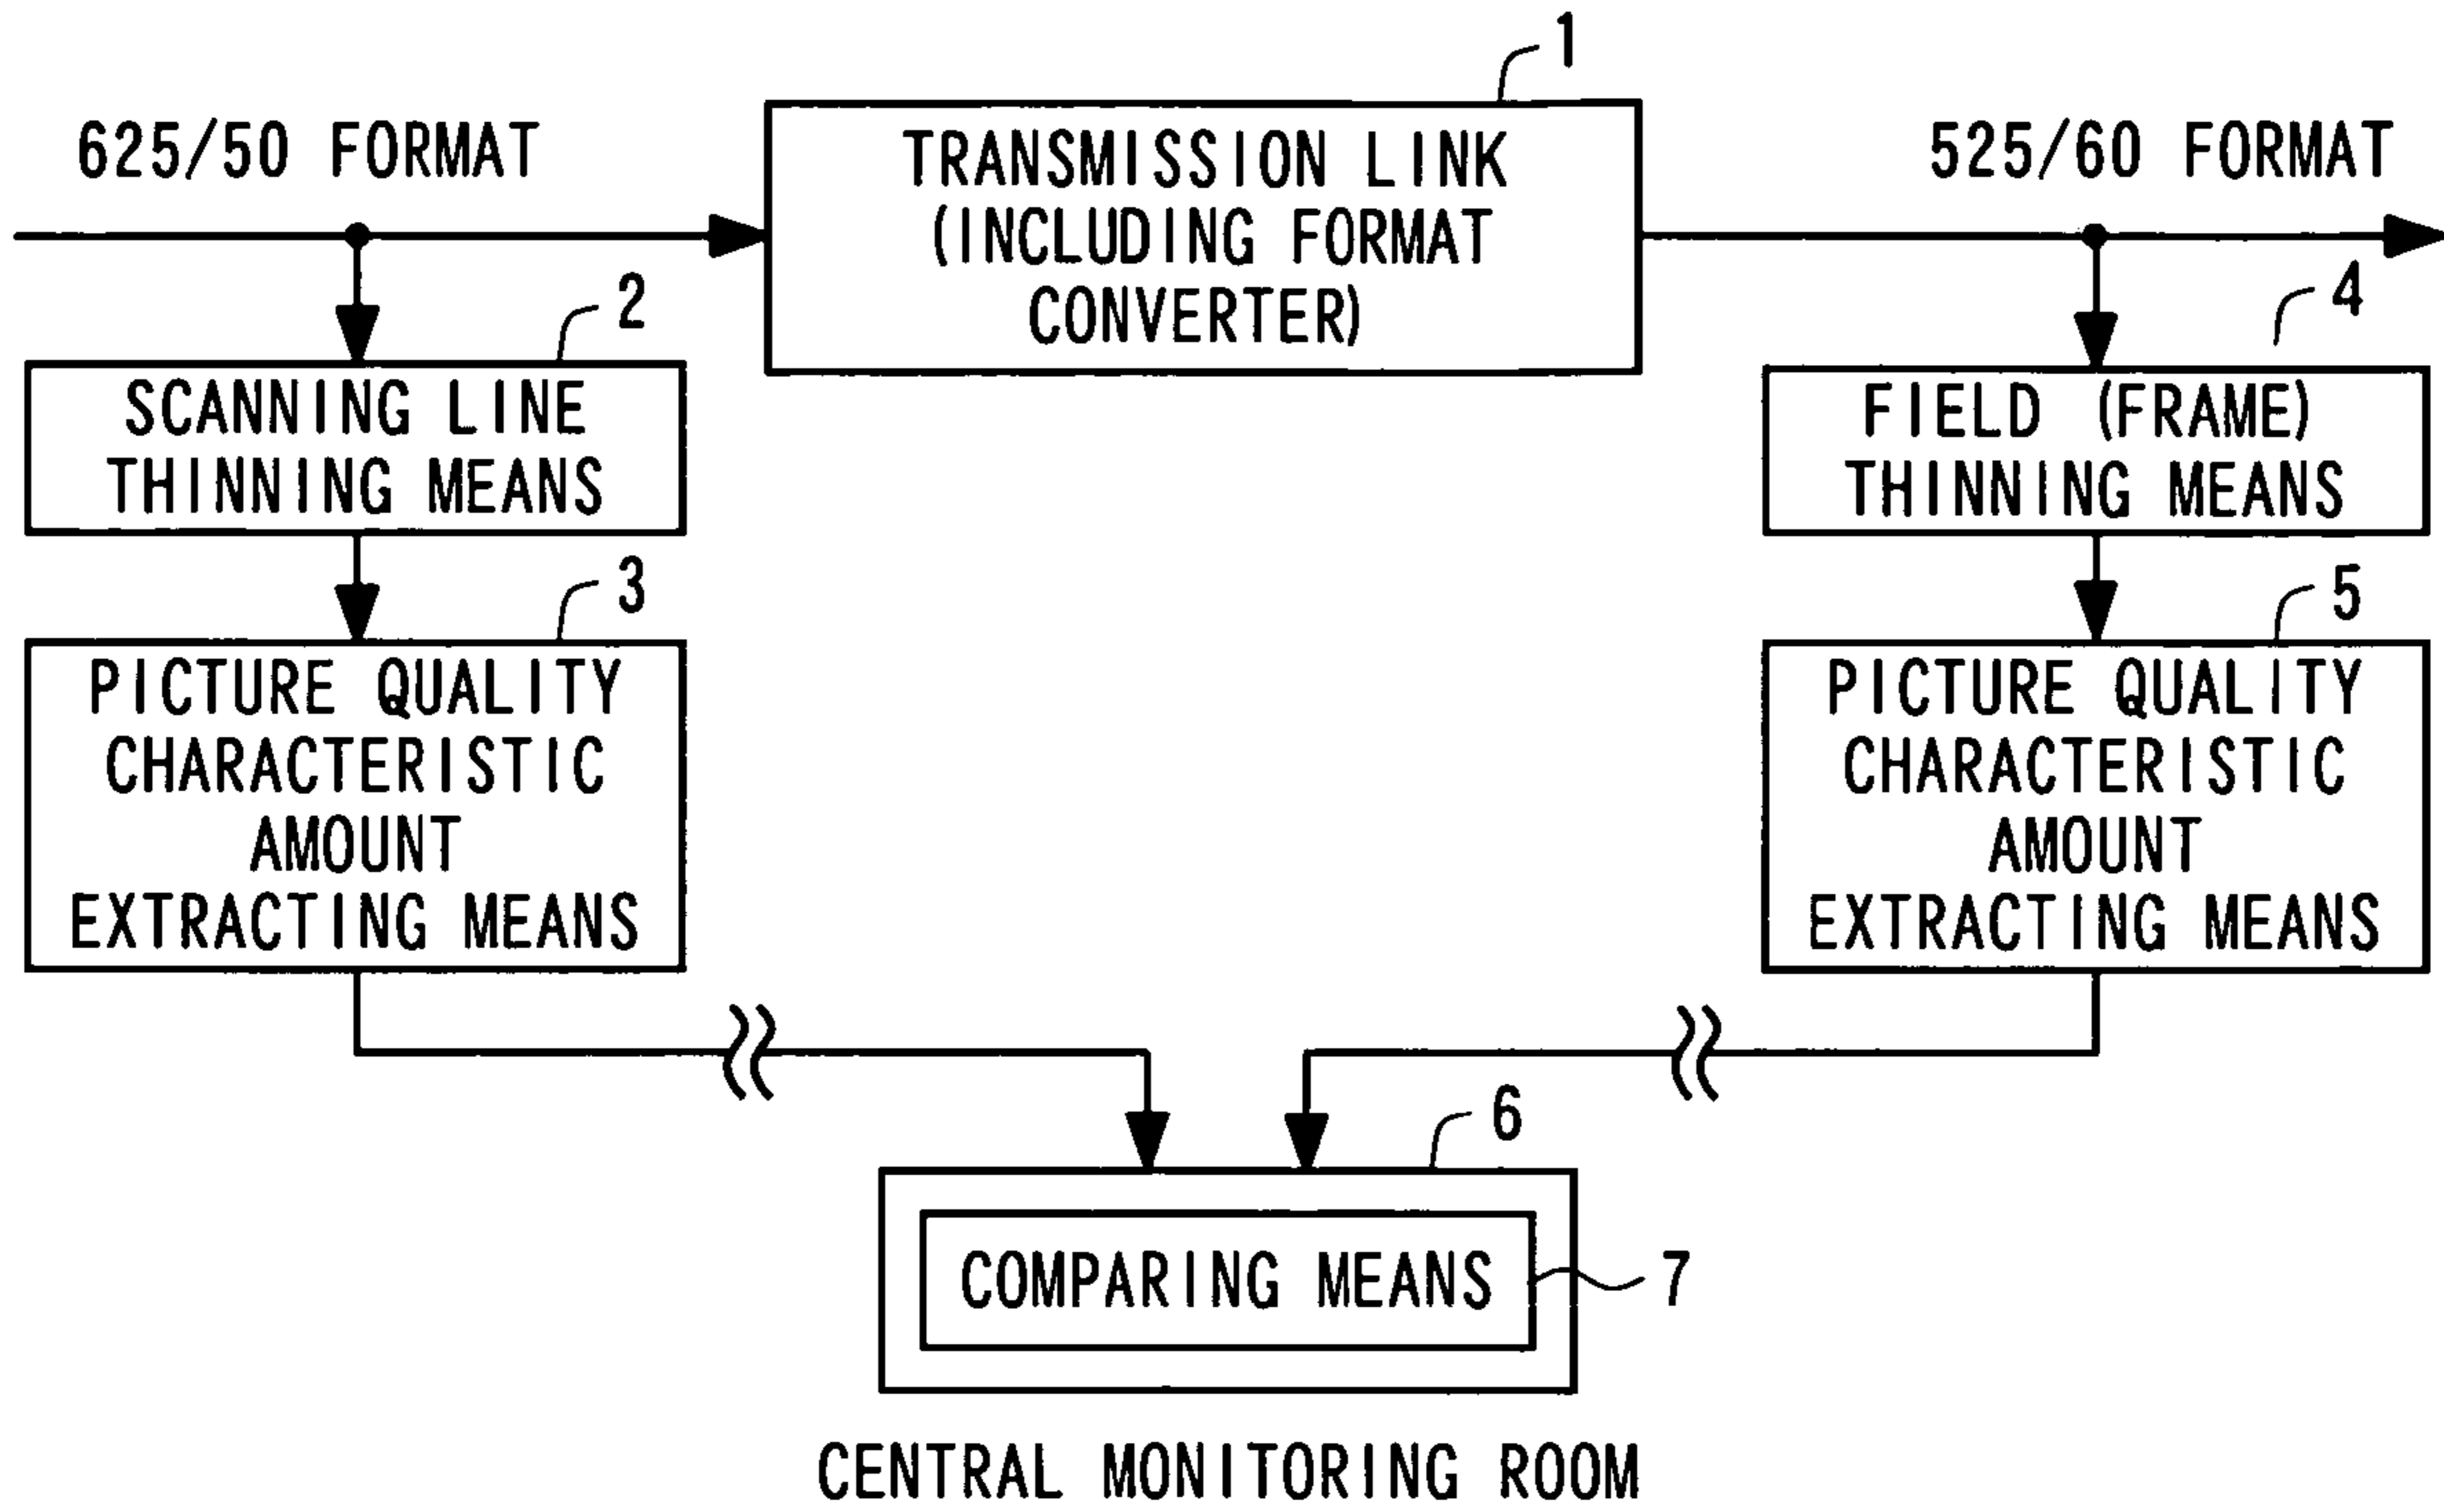 1
625/50 FORMAT
TRANSMISSION LINK
(INCLUDING FORMAT
CONVERTER)
525/60 FORMAT
2
SCANNING LINE
THINNING MEANS
4
FIELD (FRAME)
THINNING MEANS
3
PICTURE QUALITY
CHARACTERISTIC
AMOUNT
EXTRACTING MEANS
5
PICTURE QUALITY
CHARACTERISTIC
AMOUNT
EXTRACTING MEANS
6
COMPARING MEANS
7
CENTRAL MONITORING ROOM